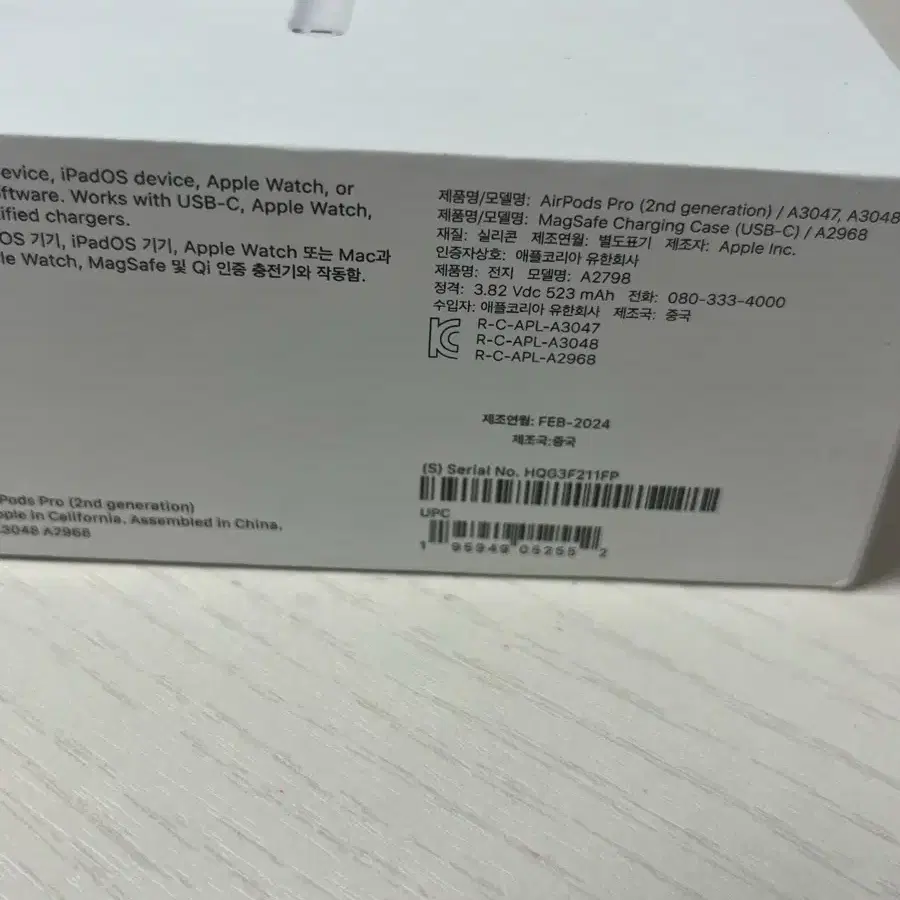 evice, iPadOS device, Apple Watch, or
ftware. Works with USB-C, Apple Watch,
ified chargers.
OS 기기, iPadOS 기기, Apple Watch 또는 Mac과
le Watch, MagSafe 및 Qi 인증 충전기와 작동함.
제품명/모델명: AirPods Pro (2nd generation) / A3047, A3048
제품명/모델명: MagSafe Charging Case (USB-C) / A2968
재질: 실리콘 제조연월: 별도표기 제조자: Apple Inc.
인증자상호: 애플코리아 유한회사
제품명: 전지 모델명: A2798
정격: 3.82 Vdc 523 mAh 전화: 080-333-4000
수입자: 애플코리아 유한회사 제조국: 중국
R-C-APL-A3047
R-C-APL-A3048
R-C-APL-A2968
제조연월: FEB-2024
제조국:중국
(S) Serial No. HQG3F211FP
UPC
1 95949 05255 2
Pods Pro (2nd generation)
ple in California. Assembled in China.
3048 A2968